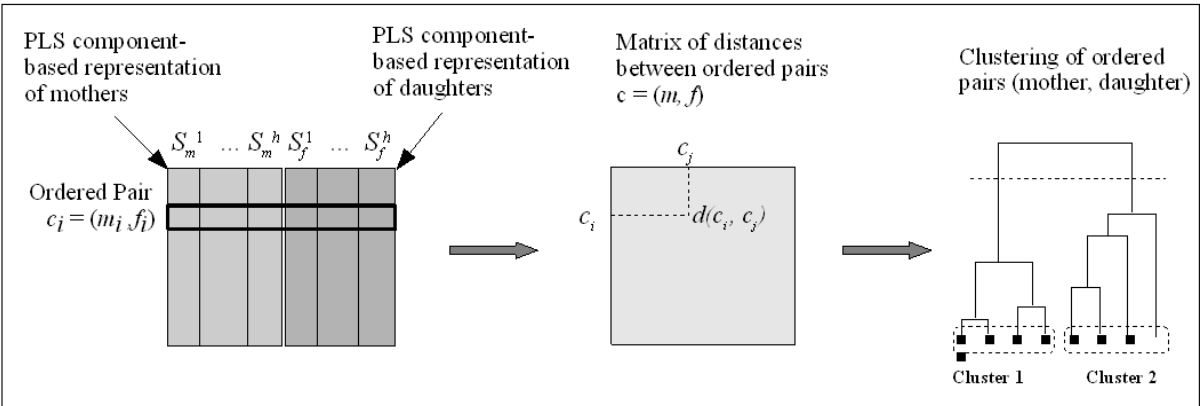 PLS component-
based representation
of mothers
PLS component-
based representation
of daughters
S_m^1 ... S_m^h S_f^1 ... S_f^h
Ordered Pair
c_i = (m_i ,f_i)
Matrix of distances
between ordered pairs
c = (m, f)
c_j
c_i
d(c_i, c_j)
Clustering of ordered
pairs (mother, daughter)
Cluster 1
Cluster 2